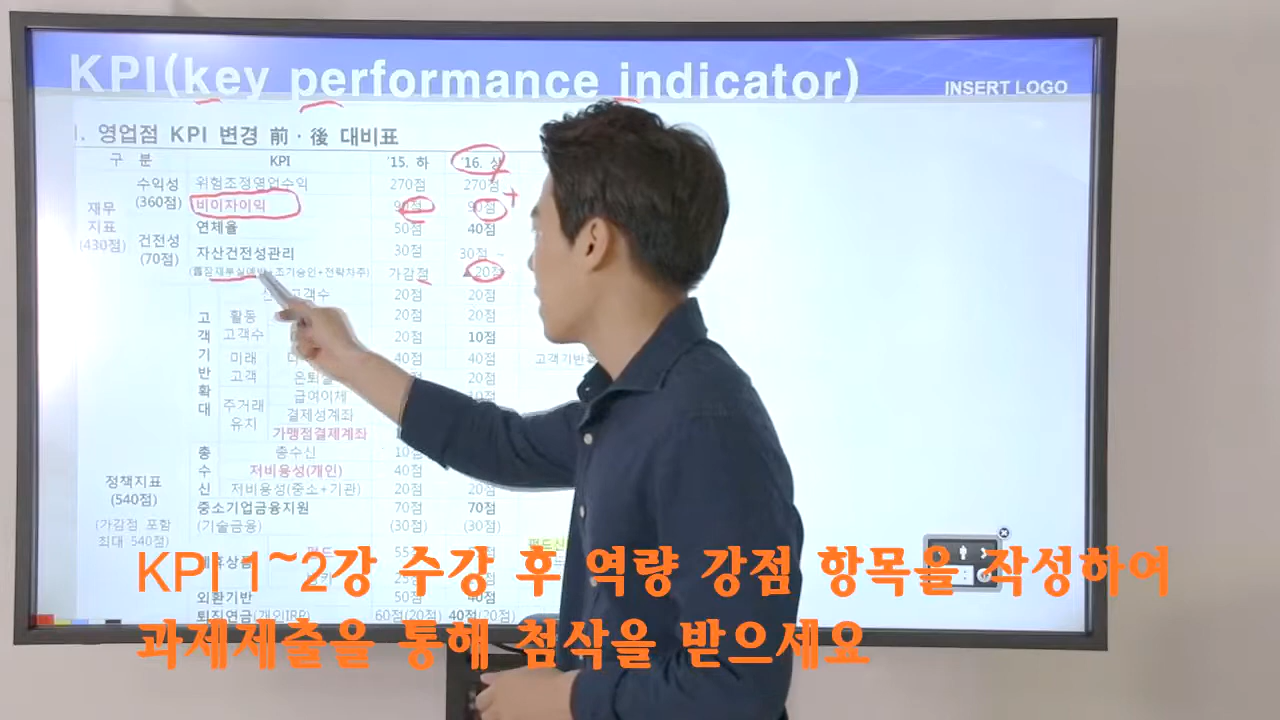 KPI(key performance indicator)
INSERT LOGO
영업점 KPI 변경 前·後 대비표
구 분 KPI '15. 하 '16. 상
재무 지표 (430점)
수익성 (360점) 위험조정영업수익 270점 270점
비이자이익 90점 90점
건전성 (70점) 연체율 50점 40점
자산건전성관리 30점 30점 ~
가감점 20점
고객수 20점 20점
고객기반확대
활동 고객수 20점 20점
10점
미래 고객 40점 40점 고객기반
20점
주거래 유치 급여이체
결제성계좌
가맹점결제계좌
총수신 총수신 10점
저비용성(개인) 40점
저비용성(중소+기관) 20점 20점
정책지표 (540점)
(가감점 포함 최대 540점)
중소기업금융지원 70점 70점
(기술금융) (30점) (30점)
외환기반 50점 40점
퇴직연금(개인IRP) 60점(20점) 40점(20점)
KPI 1~2강 수강 후 역량 강점 항목을 작성하여
과제제출을 통해 첨삭을 받으세요